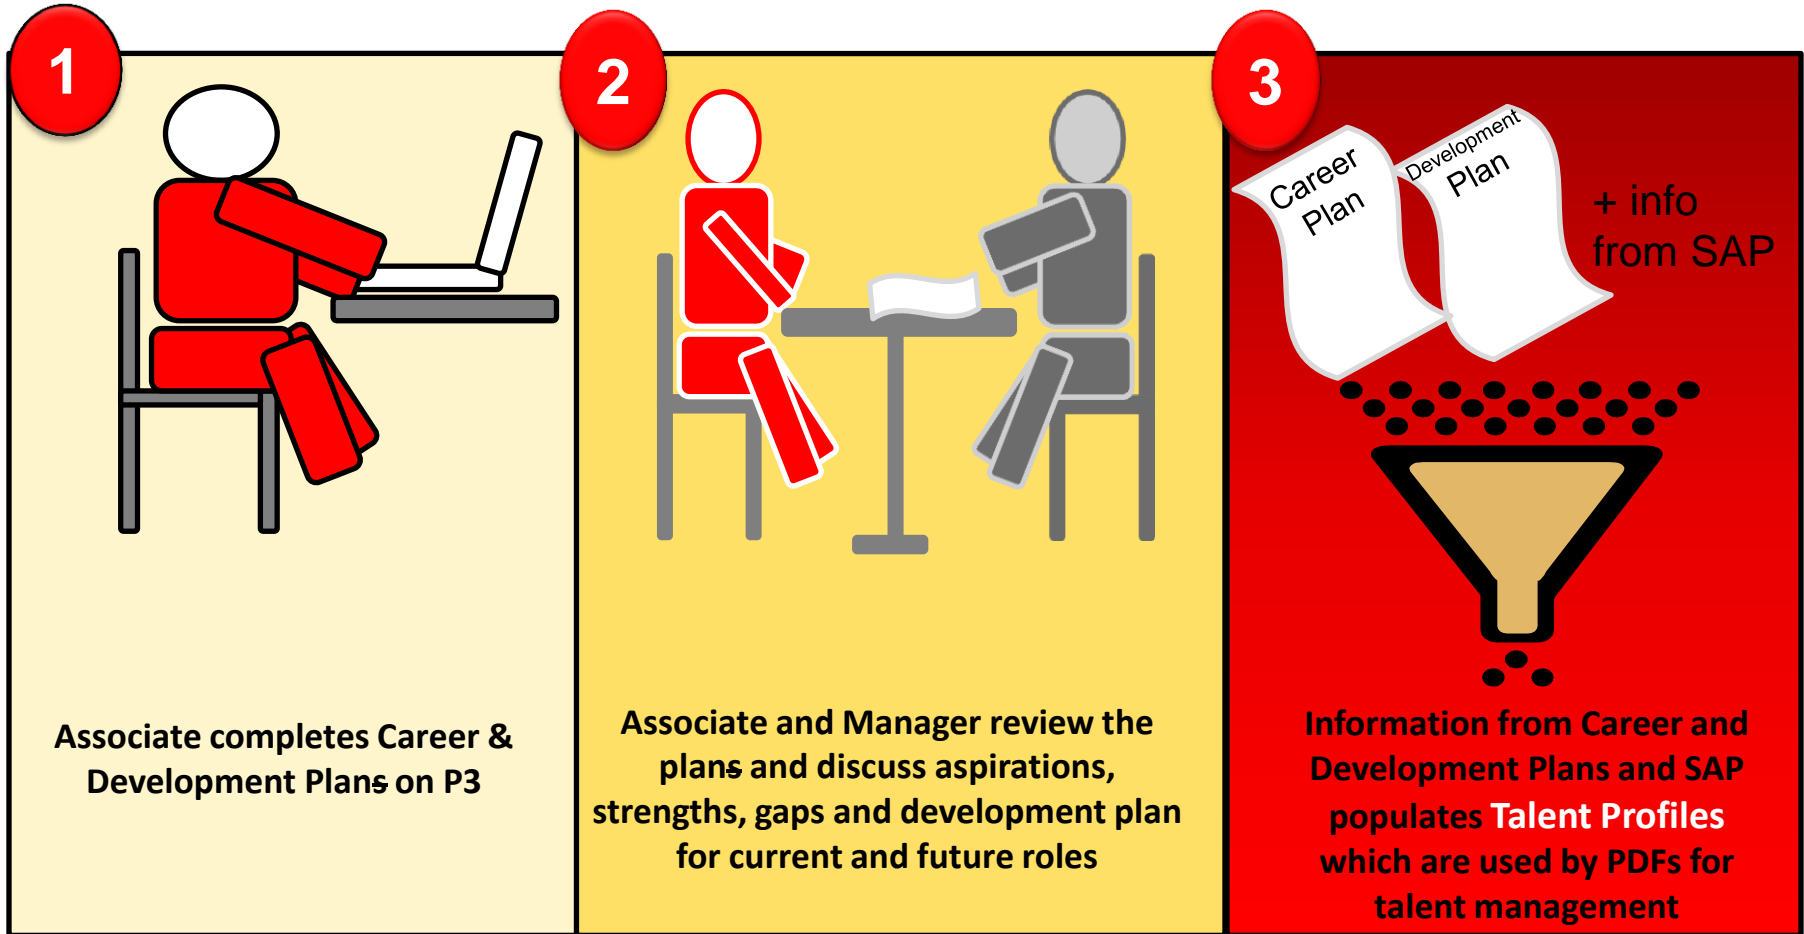 1
Associate completes Career &
Development Plans on P3
2
Associate and Manager review the
plans and discuss aspirations,
strengths, gaps and development plan
for current and future roles
3
Career
Plan
Development
Plan
+ info
from SAP
Information from Career and
Development Plans and SAP
populates Talent Profiles
which are used by PDFs for
talent management